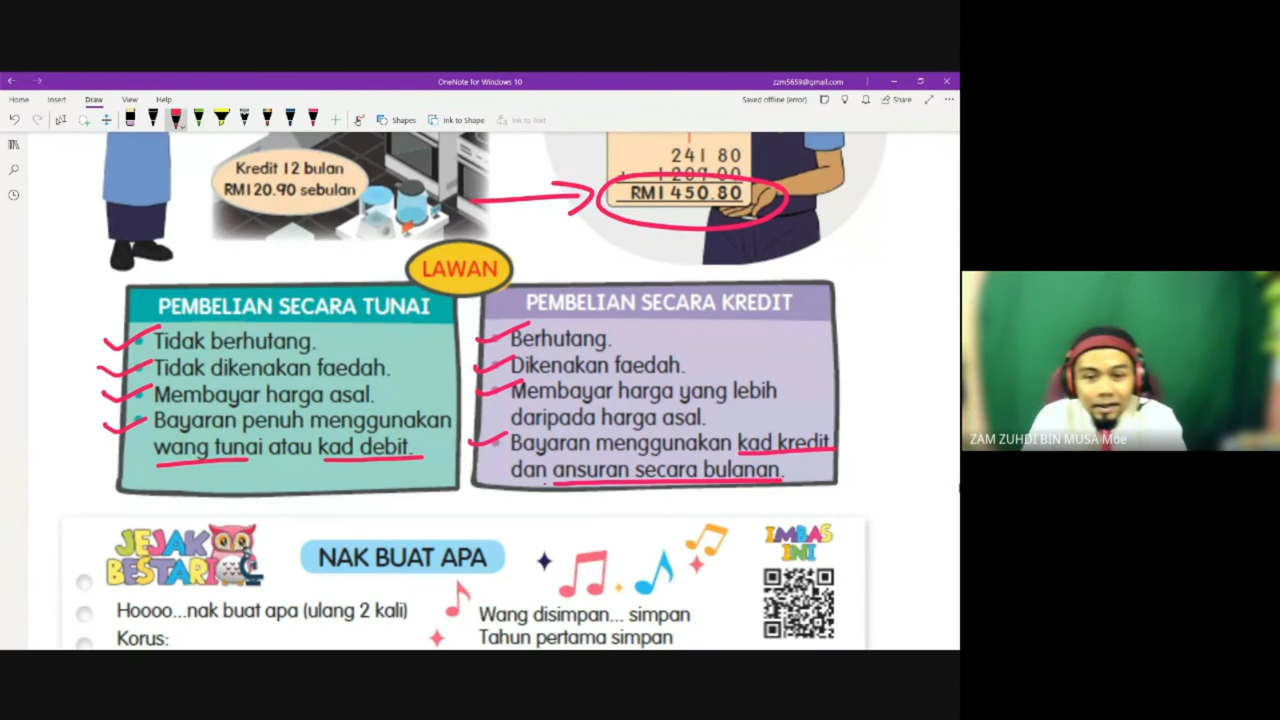 OneNote for Windows 10
zzm5659@gmail.com
Home Insert Draw View Help
Saved offline (error)
Share
Shapes
Ink to Shape
Ink to Text
Kredit 12 bulan
RM120.90 sebulan
241 80
+ 1 209 00
RM1 450.80
LAWAN
PEMBELIAN SECARA TUNAI
• Tidak berhutang.
• Tidak dikenakan faedah.
• Membayar harga asal.
• Bayaran penuh menggunakan
wang tunai atau kad debit.
PEMBELIAN SECARA KREDIT
• Berhutang.
• Dikenakan faedah.
• Membayar harga yang lebih
daripada harga asal.
• Bayaran menggunakan kad kredit
dan ansuran secara bulanan.
ZAM ZUHDI BIN MUSA Moe
JEJAK
BESTARI
NAK BUAT APA
IMBAS
INI
Hoooo...nak buat apa (ulang 2 kali)
Korus:
Wang disimpan... simpan
Tahun pertama simpan